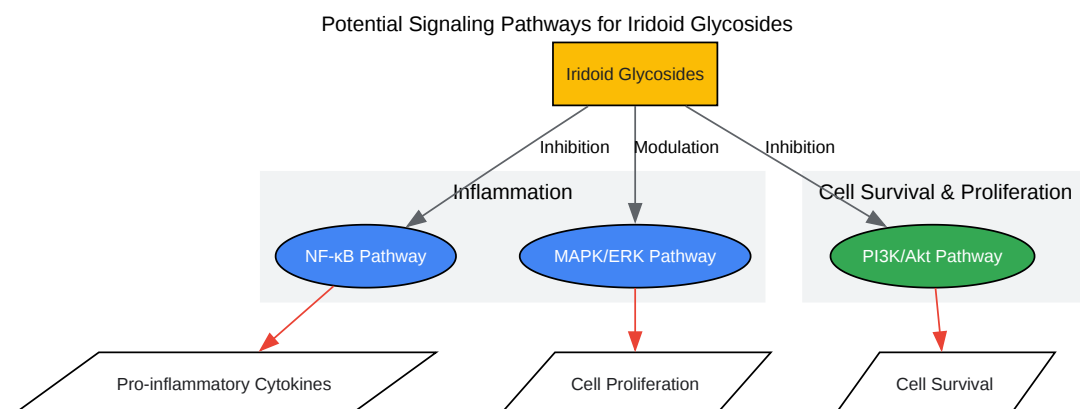 Potential Signaling Pathways for Iridoid Glycosides
Iridoid Glycosides
Inhibition
Modulation
Inhibition
Inflammation
Cell Survival & Proliferation
NF-κB Pathway
MAPK/ERK Pathway
PI3K/Akt Pathway
Pro-inflammatory Cytokines
Cell Proliferation
Cell Survival